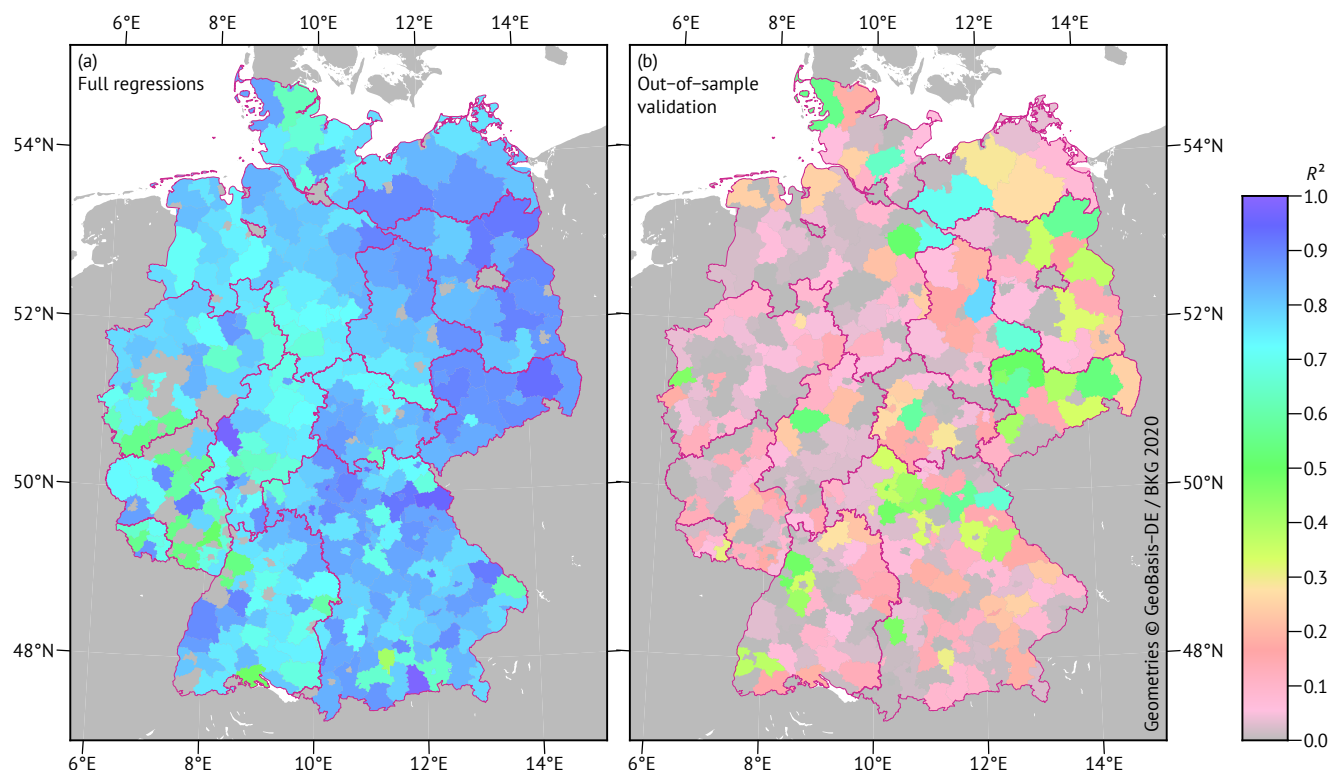 6°E 8°E 10°E 12°E 14°E 6°E 8°E 10°E 12°E 14°E
(a)
Full regressions
(b)
Out−of−sample
validation
54°N
52°N
50°N
48°N
54°N
52°N
50°N
48°N
6°E 8°E 10°E 12°E 14°E 6°E 8°E 10°E 12°E 14°E
Geometries © GeoBasis−DE / BKG 2020
R²
1.0
0.9
0.8
0.7
0.6
0.5
0.4
0.3
0.2
0.1
0.0